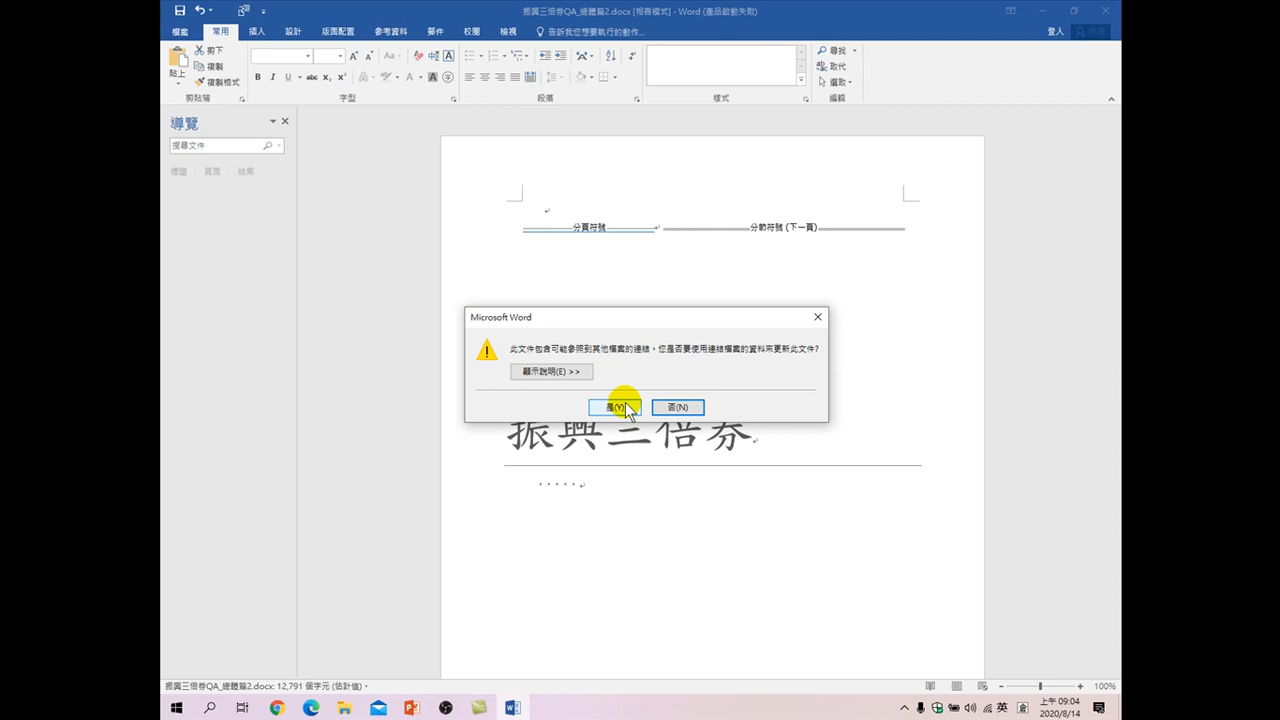 振興三倍券QA_總體篇2.docx [相容模式] - Word (產品啟動失敗)
檔案 常用 插入 設計 版面配置 參考資料 郵件 校閱 檢視 告訴我您想要執行的動作... 登入 共用
貼上 剪下
複製
複製格式
尋找
取代
選取
剪貼簿 字型 段落 樣式 編輯
導覽
搜尋文件
標題 頁面 結果
分頁符號 分節符號 (下一頁)
Microsoft Word
此文件包含可能參照到其他檔案的連結。您是否要使用連結檔案的資料來更新此文件?
顯示說明(E) >>
是(Y) 否(N)
振興三倍券
振興三倍券QA_總體篇2.docx: 12,791 個字元 (估計值)
100%
英
上午 09:04
2020/8/14